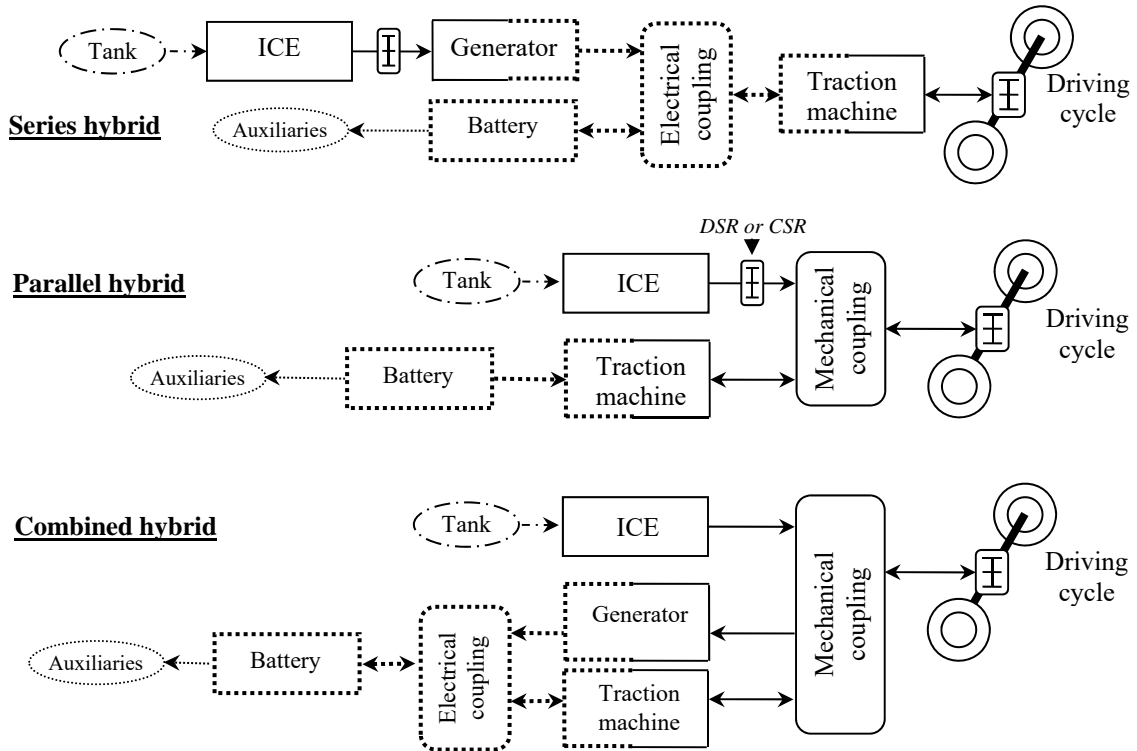 Tank
ICE
Generator
Electrical
coupling
Traction
machine
Driving
cycle
Series hybrid
Auxiliaries
Battery
DSR or CSR
Parallel hybrid
Tank
ICE
Mechanical
coupling
Driving
cycle
Auxiliaries
Battery
Traction
machine
Combined hybrid
Tank
ICE
Mechanical
coupling
Driving
cycle
Generator
Auxiliaries
Battery
Electrical
coupling
Traction
machine